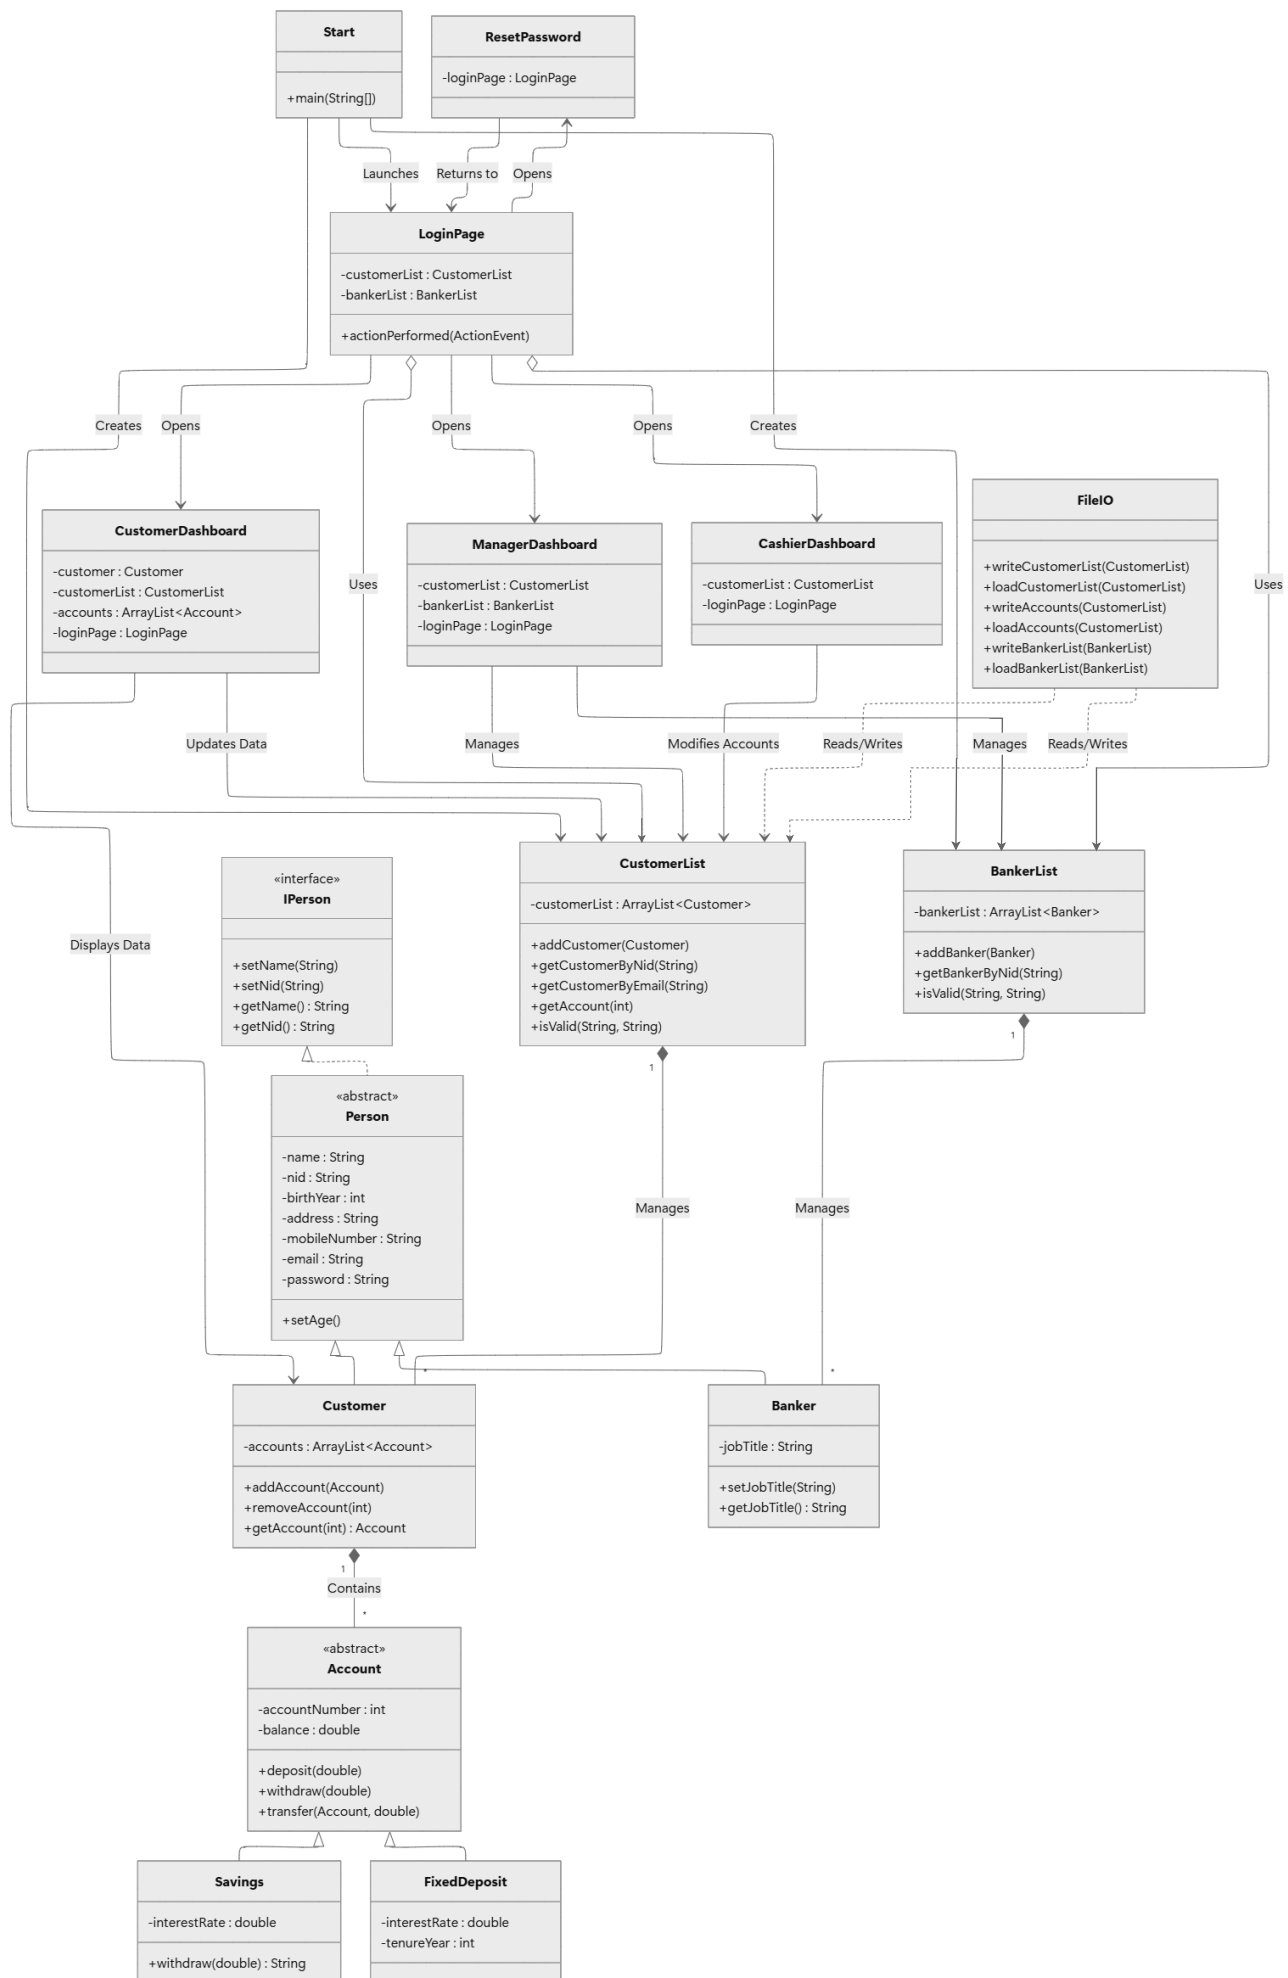 Start
+main(String[])
ResetPassword
-loginPage : LoginPage
Launches
Returns to
Opens
LoginPage
-customerList : CustomerList
-bankerList : BankerList
+actionPerformed(ActionEvent)
Creates
Opens
Opens
Opens
Creates
CustomerDashboard
-customer : Customer
-customerList : CustomerList
-accounts : ArrayList<Account>
-loginPage : LoginPage
Uses
ManagerDashboard
-customerList : CustomerList
-bankerList : BankerList
-loginPage : LoginPage
CashierDashboard
-customerList : CustomerList
-loginPage : LoginPage
FileIO
+writeCustomerList(CustomerList)
+loadCustomerList(CustomerList)
+writeAccounts(CustomerList)
+loadAccounts(CustomerList)
+writeBankerList(BankerList)
+loadBankerList(BankerList)
Uses
Updates Data
Manages
Modifies Accounts
Reads/Writes
Manages
Reads/Writes
Displays Data
«interface»
IPerson
+setName(String)
+setNid(String)
+getName() : String
+getNid() : String
CustomerList
-customerList : ArrayList<Customer>
+addCustomer(Customer)
+getCustomerByNid(String)
+getCustomerByEmail(String)
+getAccount(int)
+isValid(String, String)
BankerList
-bankerList : ArrayList<Banker>
+addBanker(Banker)
+getBankerByNid(String)
+isValid(String, String)
1
1
«abstract»
Person
-name : String
-nid : String
-birthYear : int
-address : String
-mobileNumber : String
-email : String
-password : String
+setAge()
Manages
Manages
*
*
Customer
-accounts : ArrayList<Account>
+addAccount(Account)
+removeAccount(int)
+getAccount(int) : Account
Banker
-jobTitle : String
+setJobTitle(String)
+getJobTitle() : String
1
Contains
*
«abstract»
Account
-accountNumber : int
-balance : double
+deposit(double)
+withdraw(double)
+transfer(Account, double)
Savings
-interestRate : double
+withdraw(double) : String
FixedDeposit
-interestRate : double
-tenureYear : int